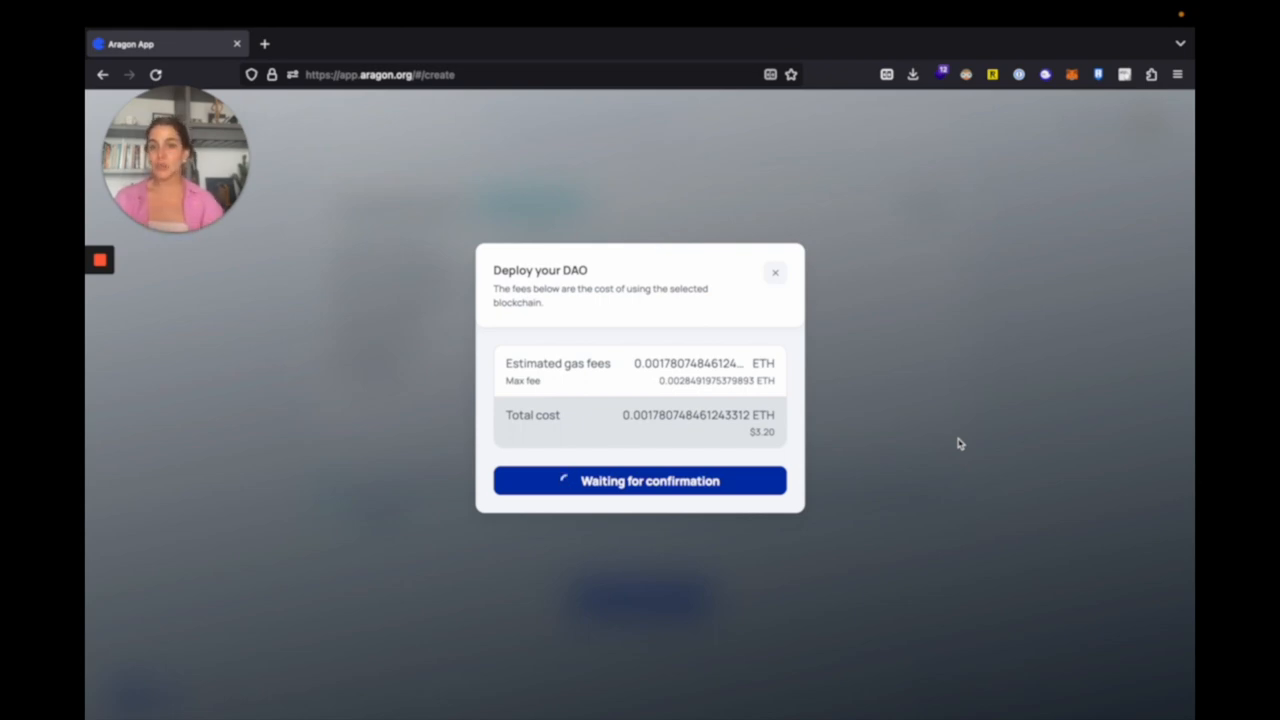 Aragon App
https://app.aragon.org/#/create
12
Deploy your DAO
The fees below are the cost of using the selected
blockchain.
Estimated gas fees 0.00178074846124... ETH
Max fee 0.0028491975379893 ETH
Total cost 0.001780748461243312 ETH
$3.20
Waiting for confirmation